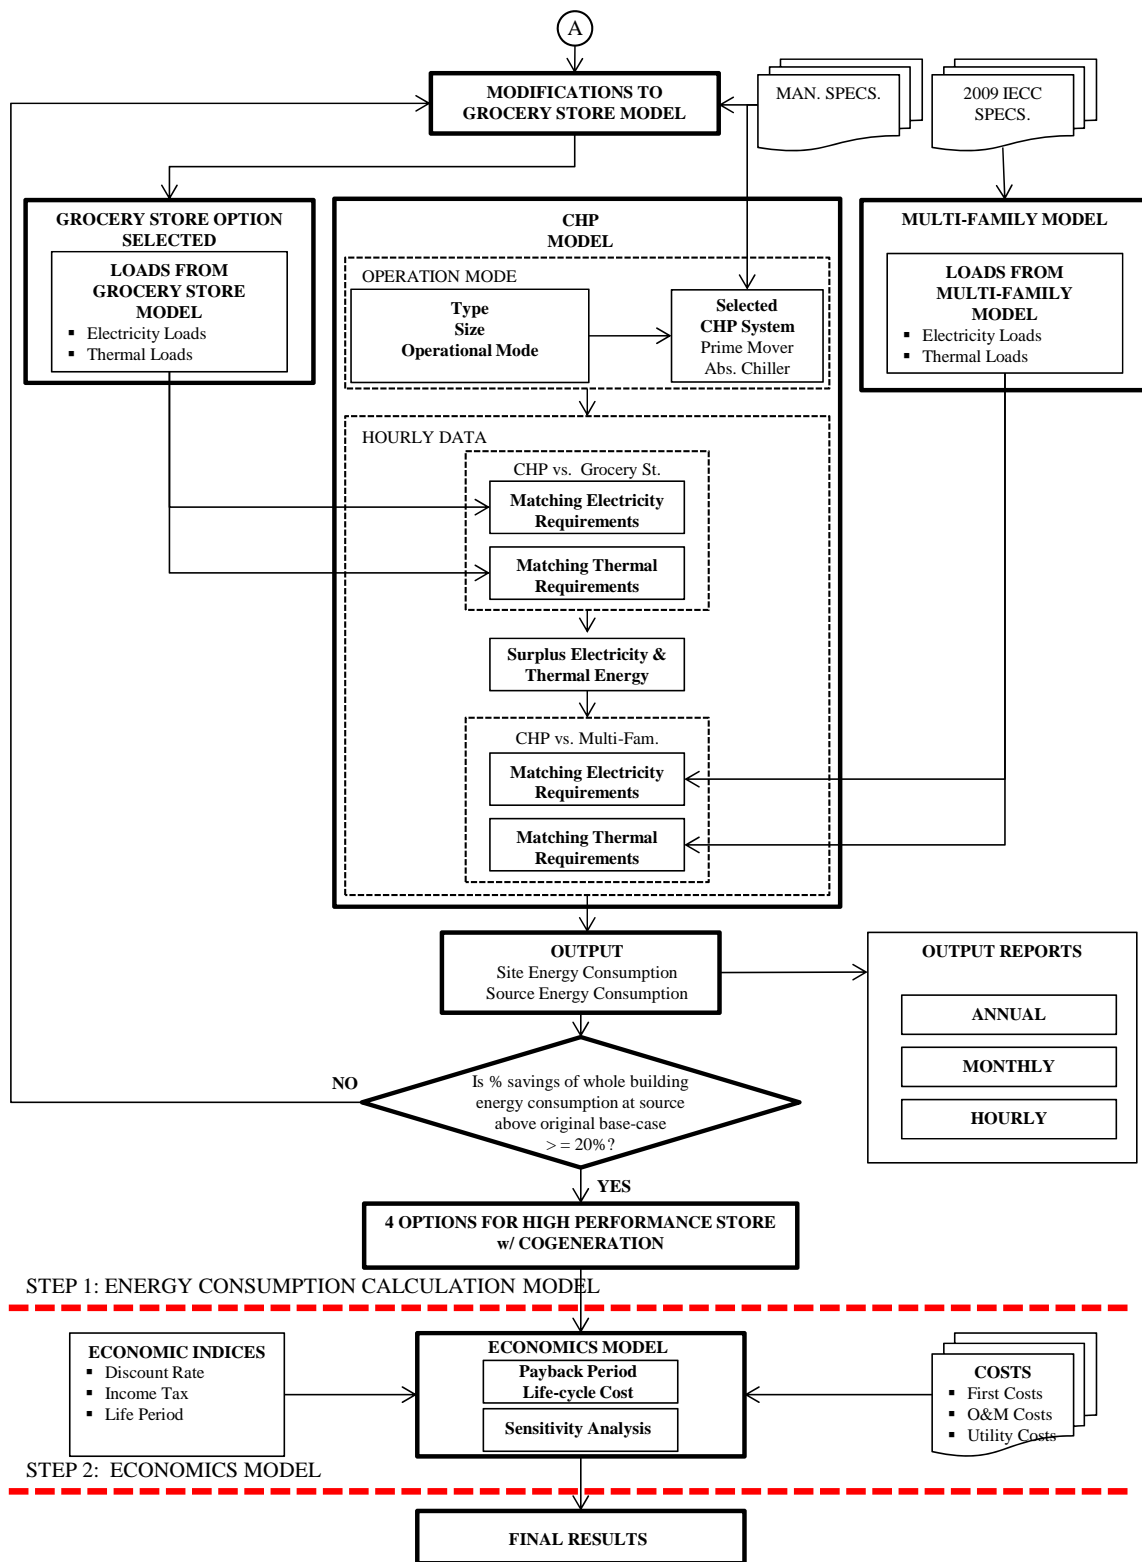 A
MODIFICATIONS TO
GROCERY STORE MODEL
MAN. SPECS.
2009 IECC
SPECS.
GROCERY STORE OPTION
SELECTED
LOADS FROM
GROCERY STORE
MODEL
▪ Electricity Loads
▪ Thermal Loads
CHP
MODEL
OPERATION MODE
Type
Size
Operational Mode
Selected
CHP System
Prime Mover
Abs. Chiller
MULTI-FAMILY MODEL
LOADS FROM
MULTI-FAMILY
MODEL
▪ Electricity Loads
▪ Thermal Loads
HOURLY DATA
CHP vs. Grocery St.
Matching Electricity
Requirements
Matching Thermal
Requirements
Surplus Electricity &
Thermal Energy
CHP vs. Multi-Fam.
Matching Electricity
Requirements
Matching Thermal
Requirements
OUTPUT
Site Energy Consumption
Source Energy Consumption
OUTPUT REPORTS
ANNUAL
MONTHLY
HOURLY
NO
Is % savings of whole building
energy consumption at source
above original base-case
> = 20%?
YES
4 OPTIONS FOR HIGH PERFORMANCE STORE
w/ COGENERATION
STEP 1: ENERGY CONSUMPTION CALCULATION MODEL
ECONOMIC INDICES
▪ Discount Rate
▪ Income Tax
▪ Life Period
ECONOMICS MODEL
Payback Period
Life-cycle Cost
Sensitivity Analysis
COSTS
▪ First Costs
▪ O&M Costs
▪ Utility Costs
STEP 2: ECONOMICS MODEL
FINAL RESULTS